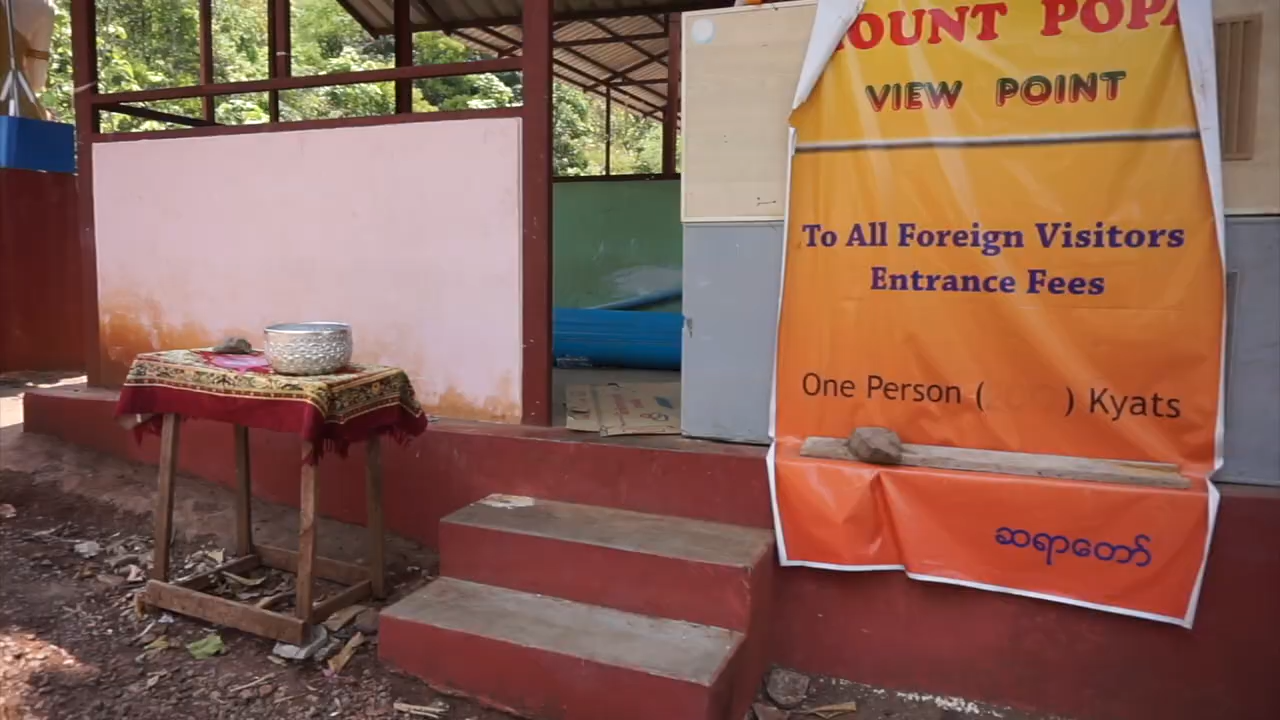 OUNT POPA
VIEW POINT
To All Foreign Visitors
Entrance Fees
One Person ( ) Kyats
ဆရာတော်